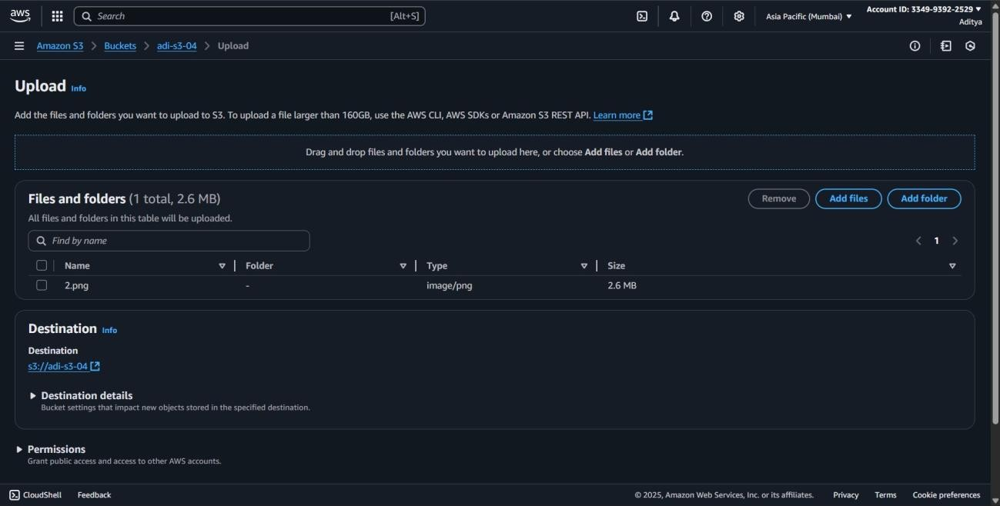 aws Search [Alt+S] Asia Pacific (Mumbai) ▼ Account ID: 3349-9392-2529 ▼
Aditya
Amazon S3 > Buckets > adi-s3-04 > Upload
Upload Info
Add the files and folders you want to upload to S3. To upload a file larger than 160GB, use the AWS CLI, AWS SDKs or Amazon S3 REST API. Learn more
Drag and drop files and folders you want to upload here, or choose Add files or Add folder.
Files and folders (1 total, 2.6 MB) Remove Add files Add folder
All files and folders in this table will be uploaded.
Find by name < 1 >
Name Folder Type Size
2.png - image/png 2.6 MB
Destination Info
Destination
s3://adi-s3-04
Destination details
Bucket settings that impact new objects stored in the specified destination.
Permissions
Grant public access and access to other AWS accounts.
CloudShell Feedback © 2025, Amazon Web Services, Inc. or its affiliates. Privacy Terms Cookie preferences